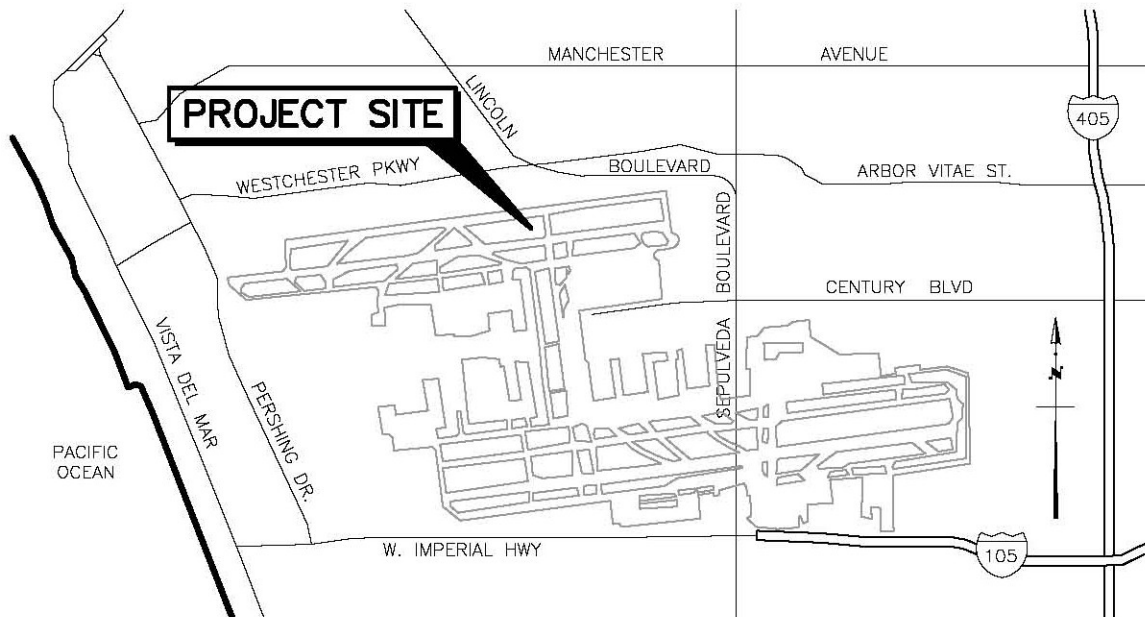 MANCHESTER AVENUE
LINCOLN
405
PROJECT SITE
WESTCHESTER PKWY
BOULEVARD
ARBOR VITAE ST.
SEPULVEDA BOULEVARD
CENTURY BLVD
VISTA DEL MAR
PERSHING DR.
N
PACIFIC
OCEAN
W. IMPERIAL HWY
105